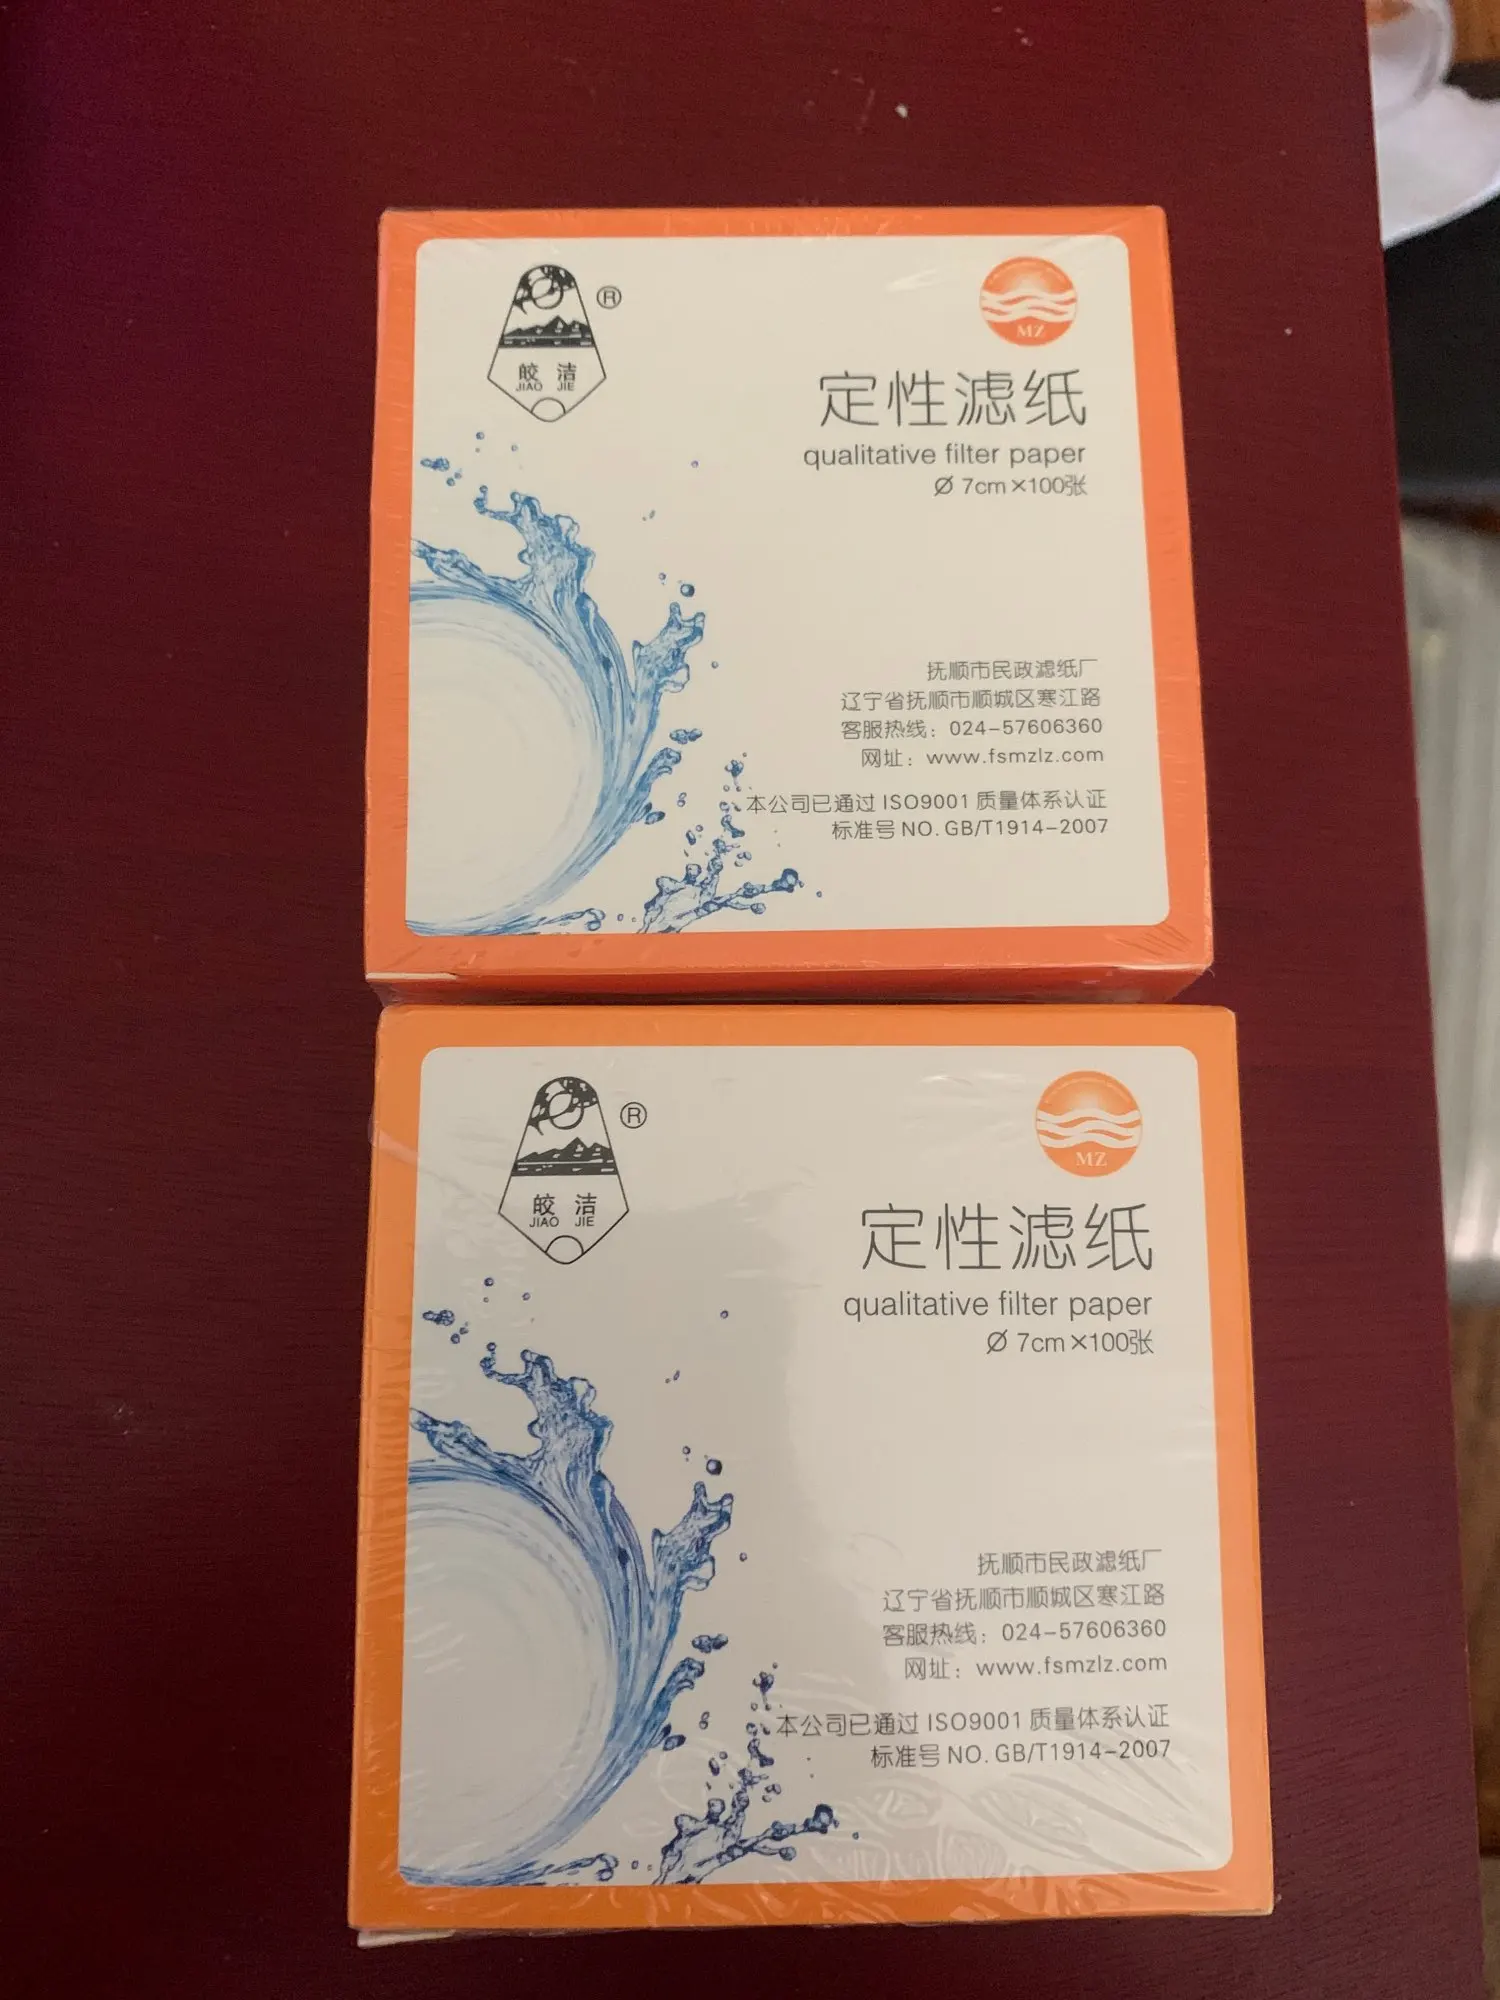 皎 洁
JIAO JIE
®
MZ
定性滤纸
qualitative filter paper
Ø 7cm×100张
抚顺市民政滤纸厂
辽宁省抚顺市顺城区寒江路
客服热线：024-57606360
网址：www.fsmzlz.com
本公司已通过 ISO9001 质量体系认证
标准号 NO. GB/T1914-2007
皎 洁
JIAO JIE
®
MZ
定性滤纸
qualitative filter paper
Ø 7cm×100张
抚顺市民政滤纸厂
辽宁省抚顺市顺城区寒江路
客服热线：024-57606360
网址：www.fsmzlz.com
本公司已通过 ISO9001 质量体系认证
标准号 NO. GB/T1914-2007